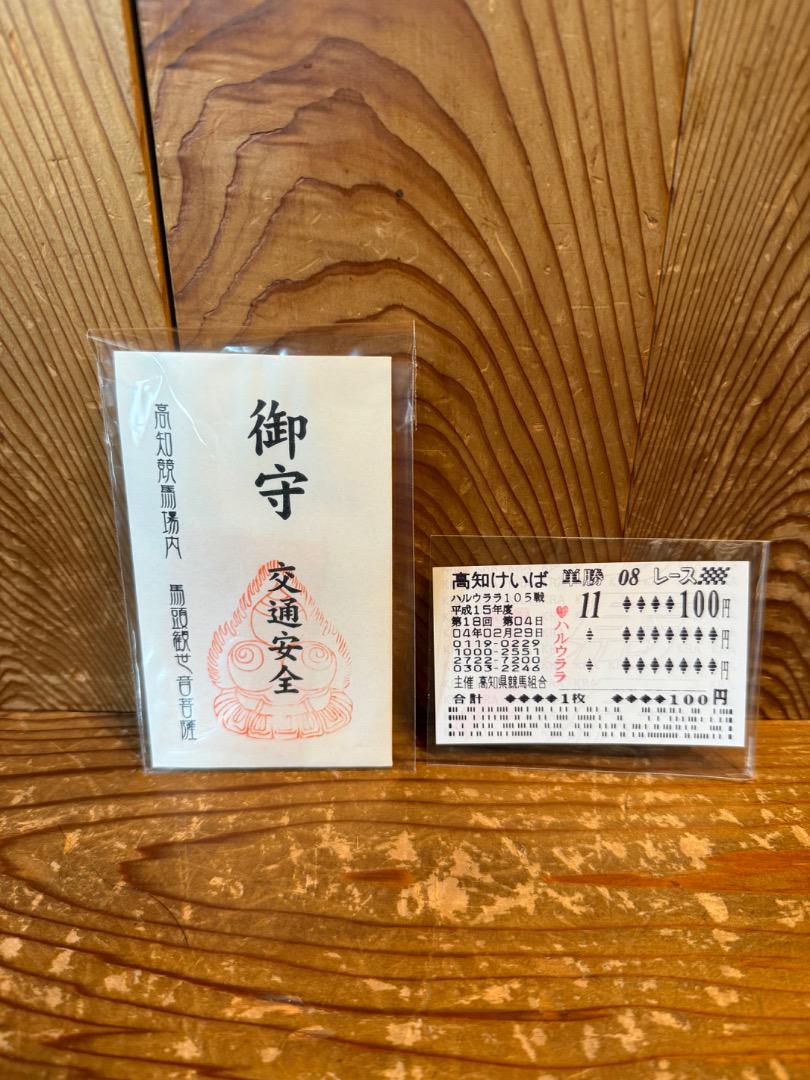 御守
交通安全
高知競馬場内 馬頭観世音菩薩
高知けいば 単勝 08 レース
ハルウララ105戦
平成15年度
第18回 第04日
04年02月29日
0119-0229
1000-2551
2722-7200
0303-2246
主催 高知県競馬組合
ハルウララ
11 ♦♦♦♦100円
♦ ♦♦♦♦♦♦♦円
♦ ♦♦♦♦♦♦♦円
合計 ♦♦♦♦1枚 ♦♦♦♦100円